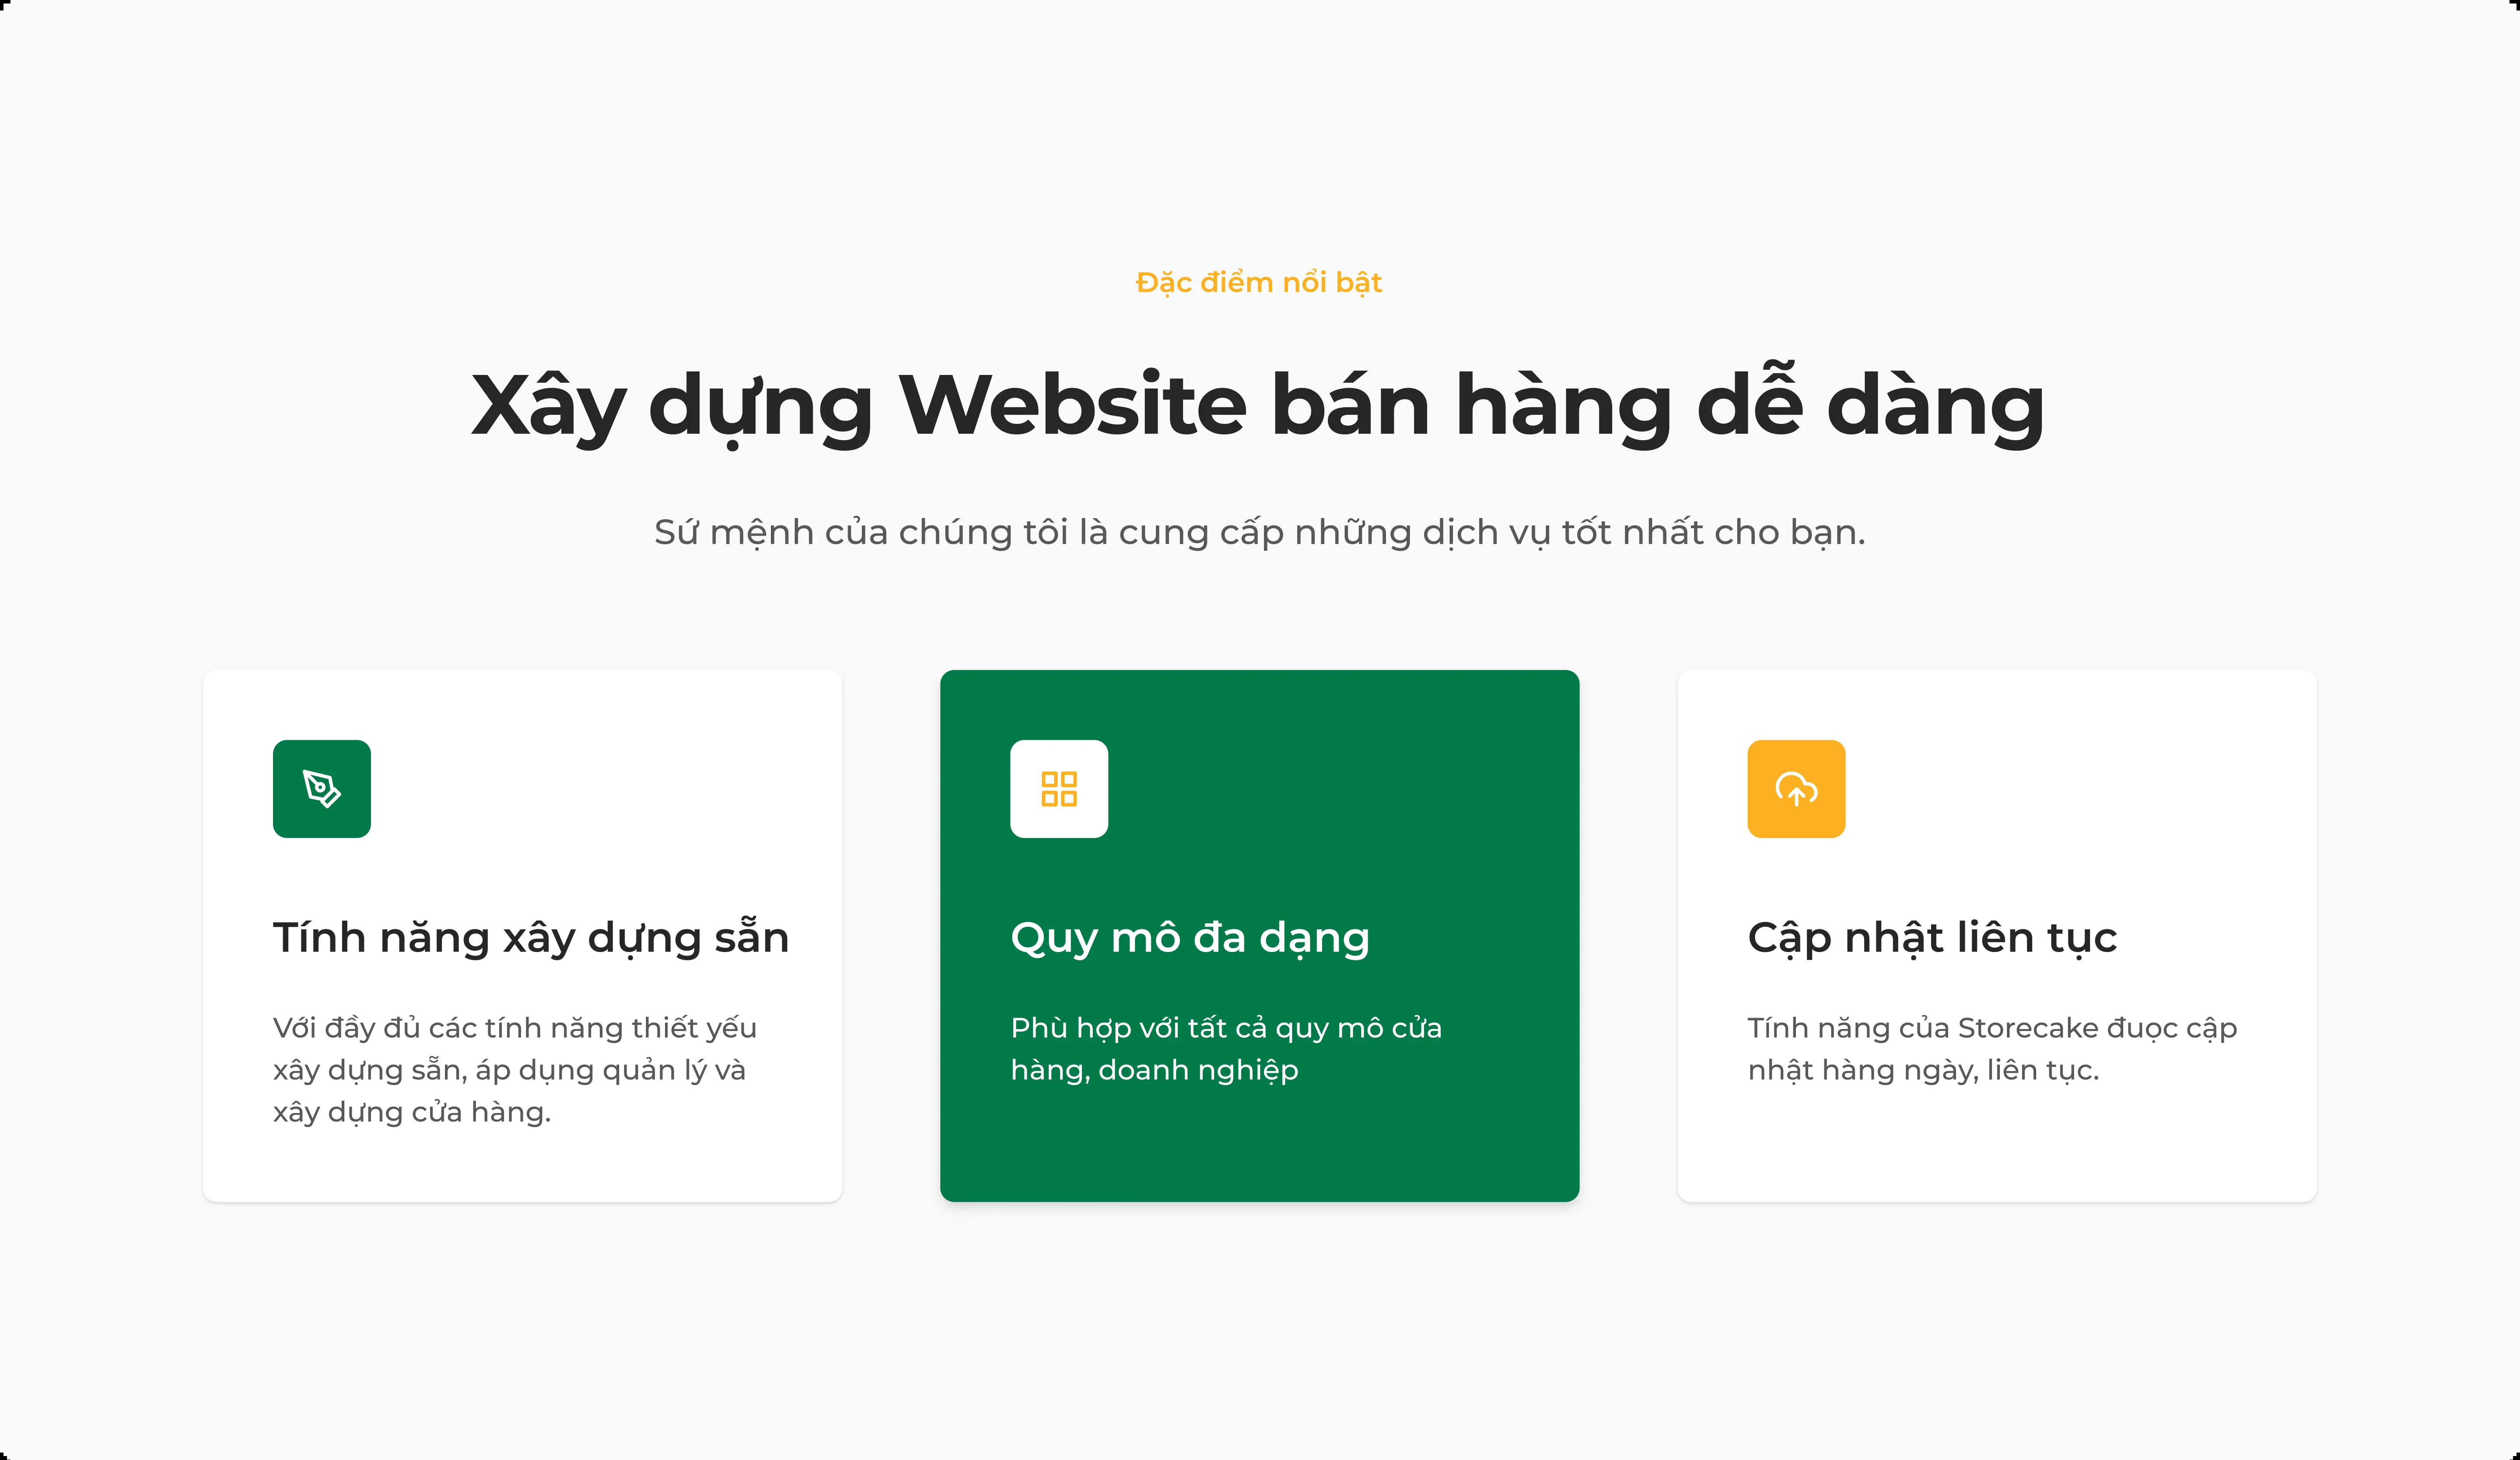 Đặc điểm nổi bật
Xây dựng Website bán hàng dễ dàng
Sứ mệnh của chúng tôi là cung cấp những dịch vụ tốt nhất cho bạn.
Tính năng xây dựng sẵn
Với đầy đủ các tính năng thiết yếu
xây dựng sẵn, áp dụng quản lý và
xây dựng cửa hàng.
Quy mô đa dạng
Phù hợp với tất cả quy mô cửa
hàng, doanh nghiệp
Cập nhật liên tục
Tính năng của Storecake đuọc cập
nhật hàng ngày, liên tục.